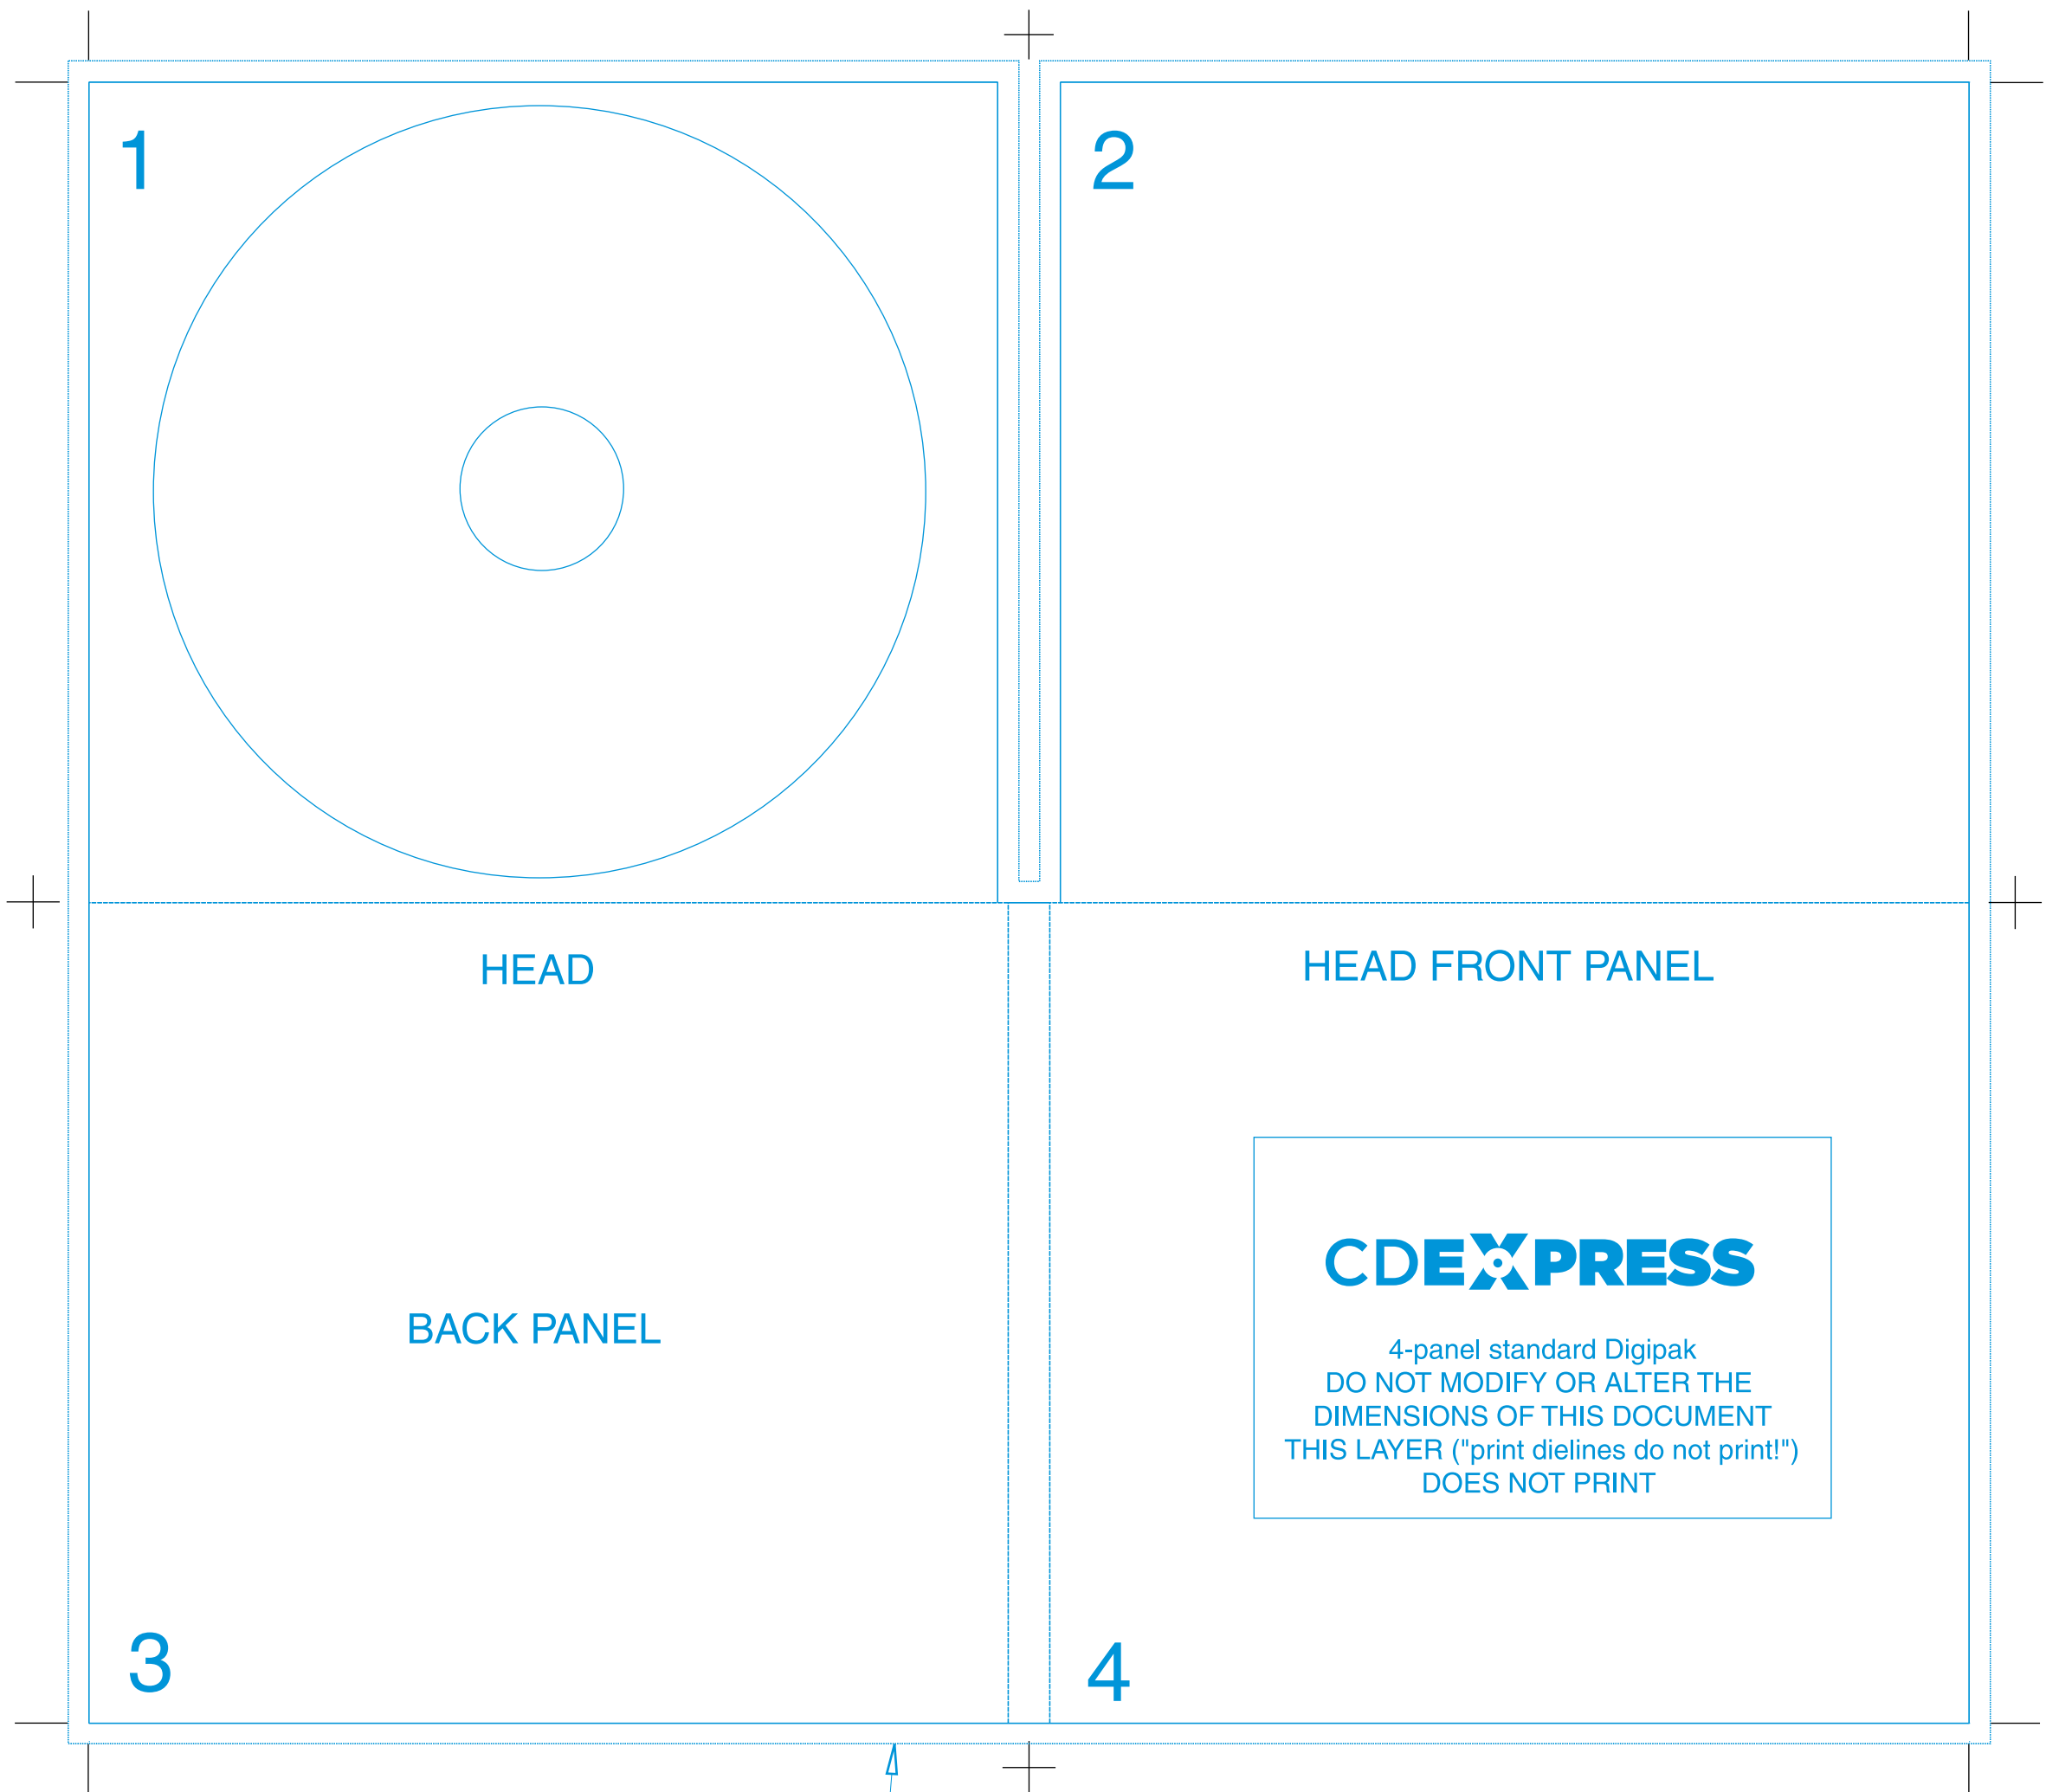 1
2
HEAD
HEAD FRONT PANEL
BACK PANEL
CDEXPRESS
4-panel standard Digipak
DO NOT MODIFY OR ALTER THE
DIMENSIONS OF THIS DOCUMENT
THIS LAYER ("print dielines do not print!")
DOES NOT PRINT
3
4